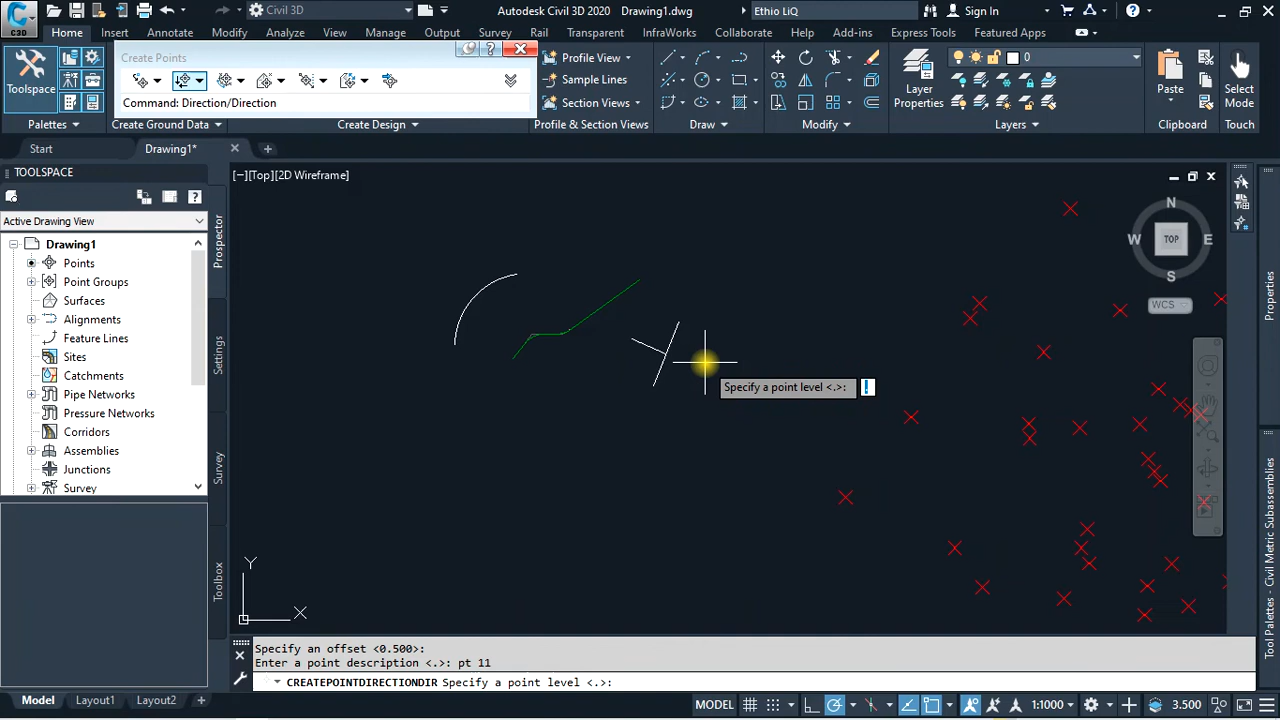 C3D
Civil 3D
Autodesk Civil 3D 2020 Drawing1.dwg
Ethio LiQ
Sign In
Home Insert Annotate Modify Analyze View Manage Output Survey Rail Transparent InfraWorks Collaborate Help Add-ins Express Tools Featured Apps
Create Points
Command: Direction/Direction
Toolspace
Profile View
Sample Lines
Section Views
Layer
Properties
0
Paste
Select
Mode
Palettes
Create Ground Data
Create Design
Profile & Section Views
Draw
Modify
Layers
Clipboard
Touch
Start
Drawing1*
TOOLSPACE
Active Drawing View
Drawing1
Points
Point Groups
Surfaces
Alignments
Feature Lines
Sites
Catchments
Pipe Networks
Pressure Networks
Corridors
Assemblies
Junctions
Survey
Prospector
Settings
Survey
Toolbox
[−][Top][2D Wireframe]
N
W TOP E
S
WCS
Specify a point level <.>: .
Y
X
Properties
Tool Palettes - Civil Metric Subassemblies
Specify an offset <0.500>:
Enter a point description <.>: pt 11
CREATEPOINTDIRECTIONDIR Specify a point level <.>:
Model Layout1 Layout2
MODEL
1:1000
3.500